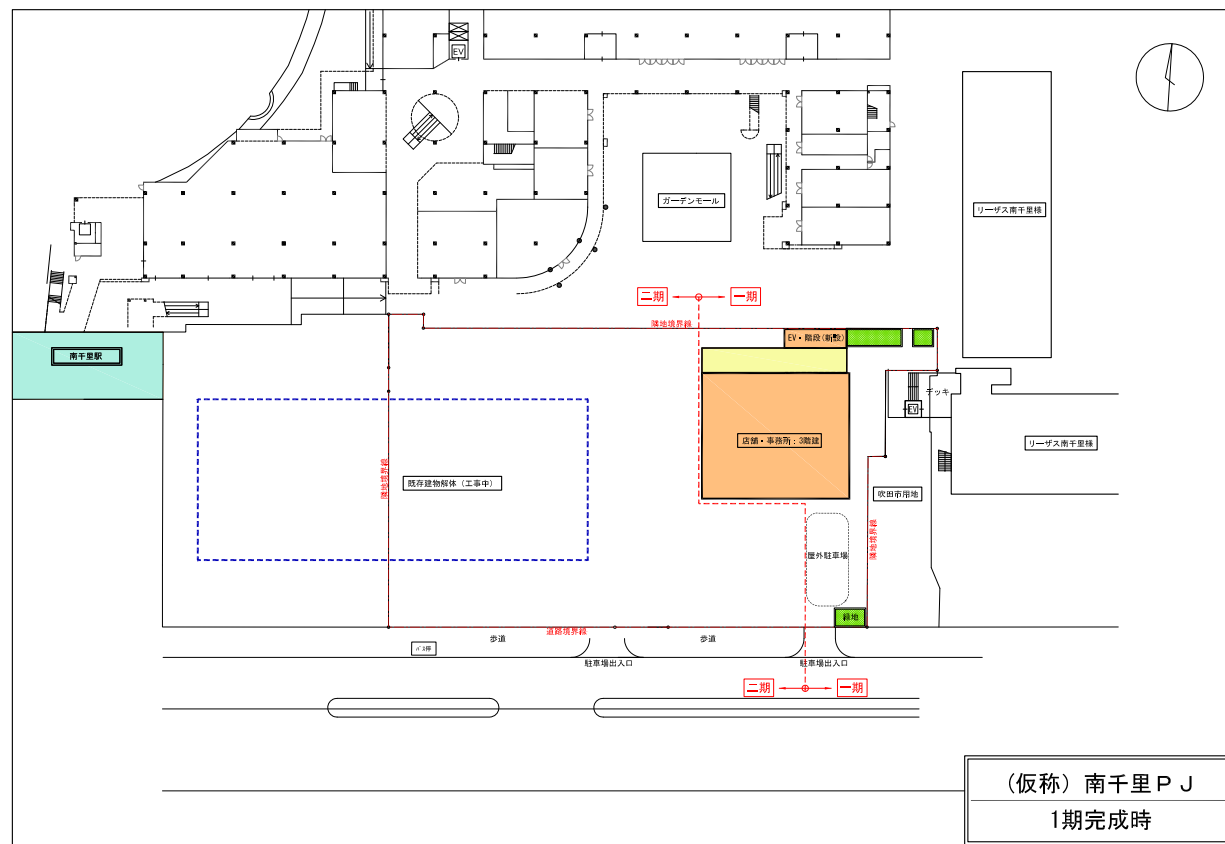 EV
ガーデンモール
リーザス南千里様
二期
一期
隣地境界線
EV・階段(新設)
南千里駅
デッキ
EV
店舗・事務所：3階建
リーザス南千里様
既存建物解体（工事中）
隣地境界線
吹田市用地
隣地境界線
屋外駐車場
緑地
道路境界線
歩道
歩道
バス停
駐車場出入口
駐車場出入口
二期
一期
（仮称）南千里ＰＪ
1期完成時